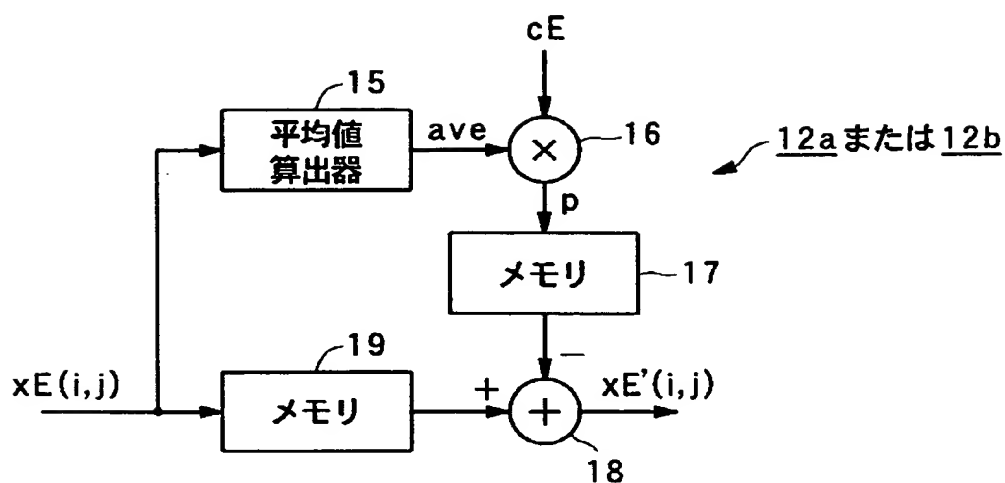 cE
15
平均値
算出器
ave
×
16
12aまたは12b
p
メモリ
17
−
xE(i,j)
19
メモリ
+
+
xE'(i,j)
18